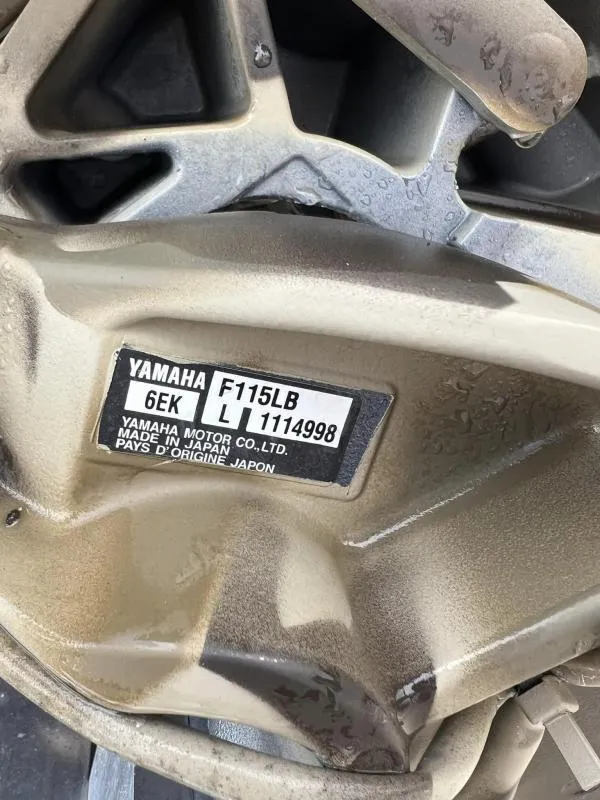 YAMAHA F115LB
6EK L 1114998
YAMAHA MOTOR CO.,LTD.
MADE IN JAPAN
PAYS D'ORIGINE JAPON